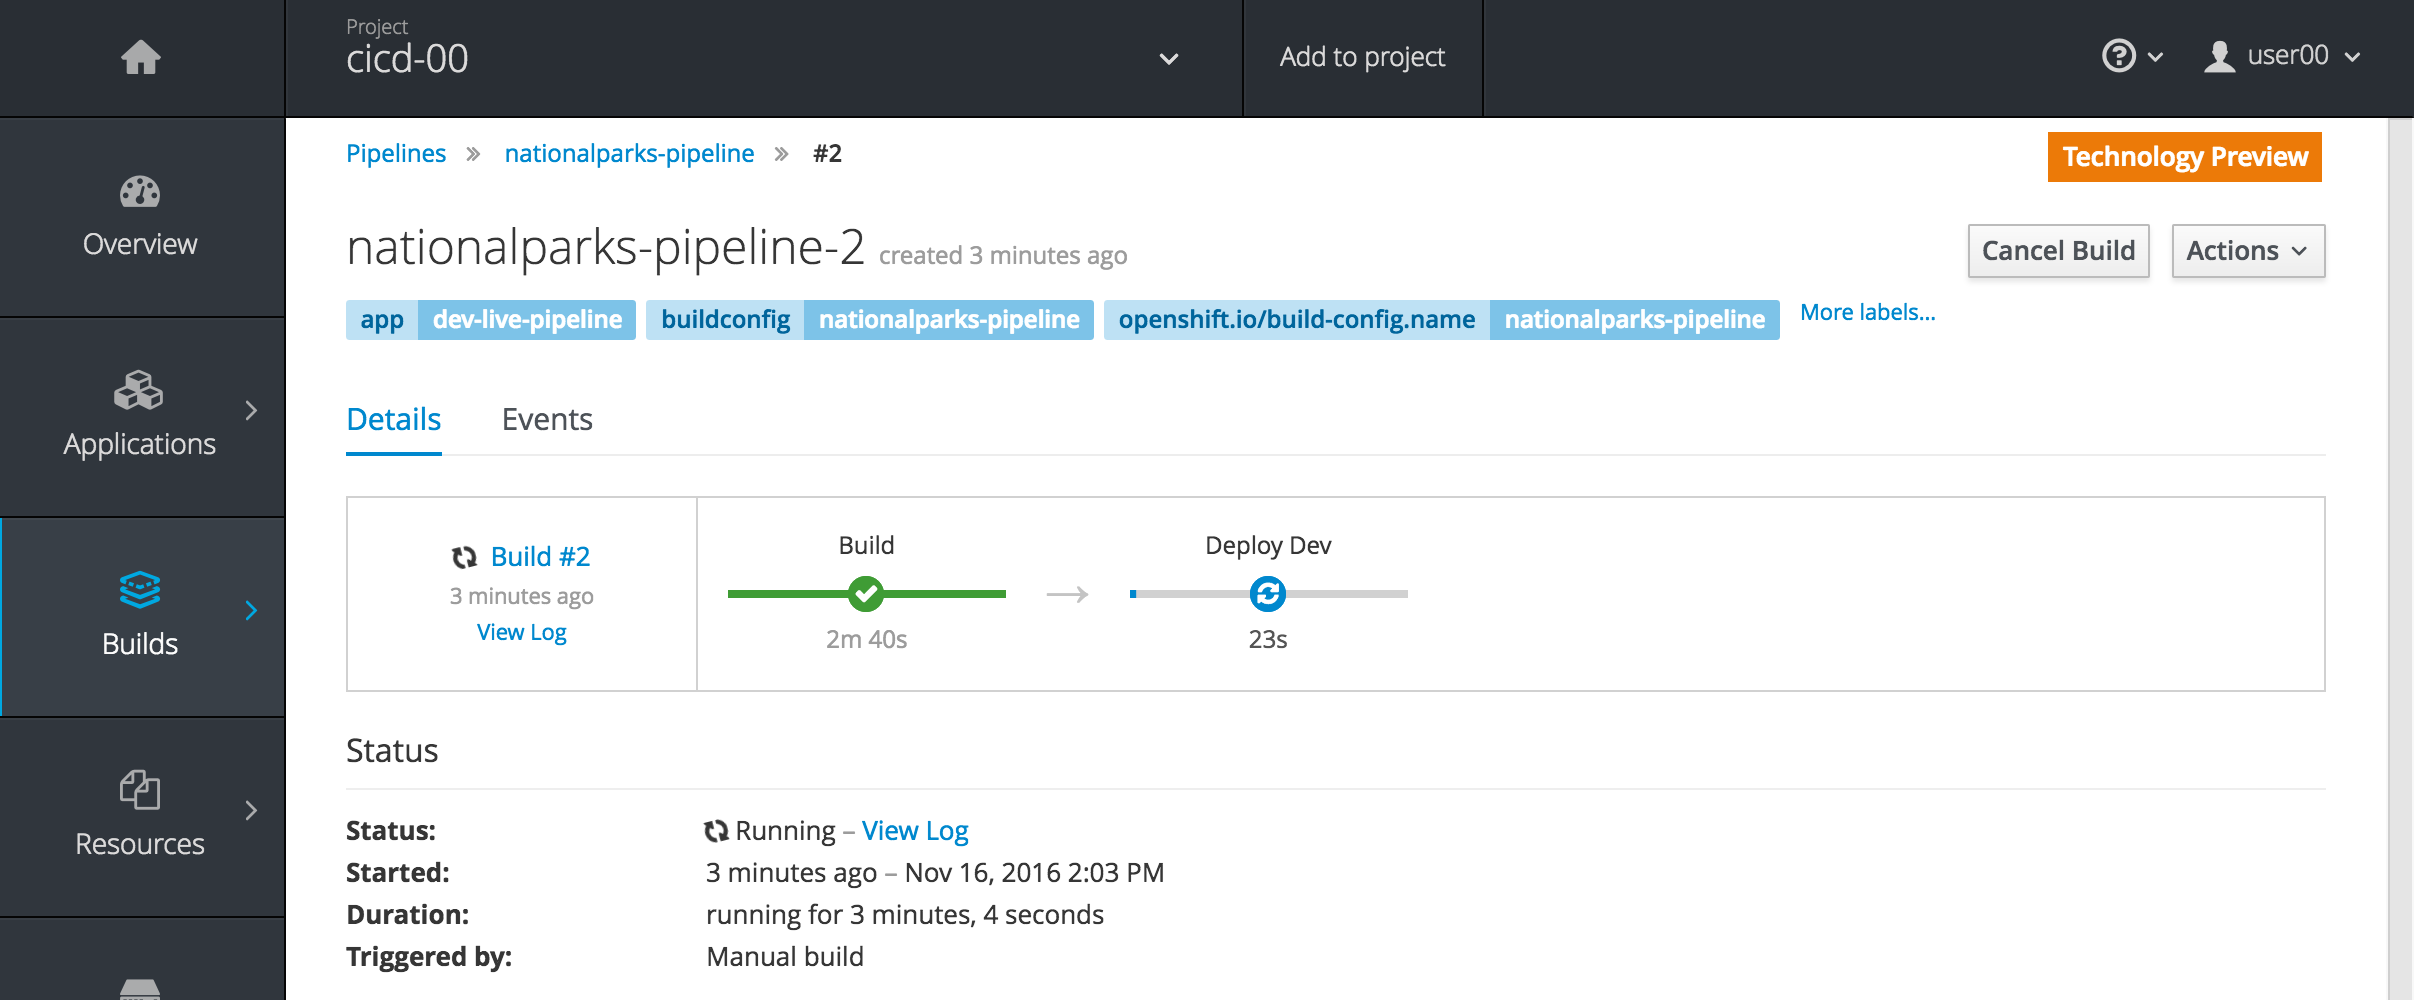 Project
cicd-00
Add to project
user00
Overview
Applications
Builds
Resources
Pipelines » nationalparks-pipeline » #2
Technology Preview
nationalparks-pipeline-2 created 3 minutes ago
Cancel Build
Actions
app dev-live-pipeline buildconfig nationalparks-pipeline openshift.io/build-config.name nationalparks-pipeline More labels...
Details Events
Build #2
3 minutes ago
View Log
Build
2m 40s
Deploy Dev
23s
Status
Status: Running – View Log
Started: 3 minutes ago – Nov 16, 2016 2:03 PM
Duration: running for 3 minutes, 4 seconds
Triggered by: Manual build